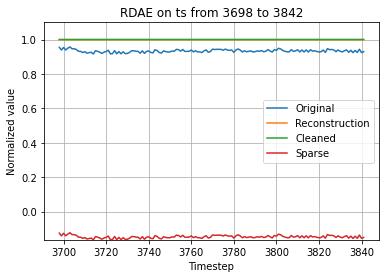 RDAE on ts from 3698 to 3842
Normalized value
1.0
0.8
0.6
0.4
0.2
0.0
Original
Reconstruction
Cleaned
Sparse
3700 3720 3740 3760 3780 3800 3820 3840
Timestep